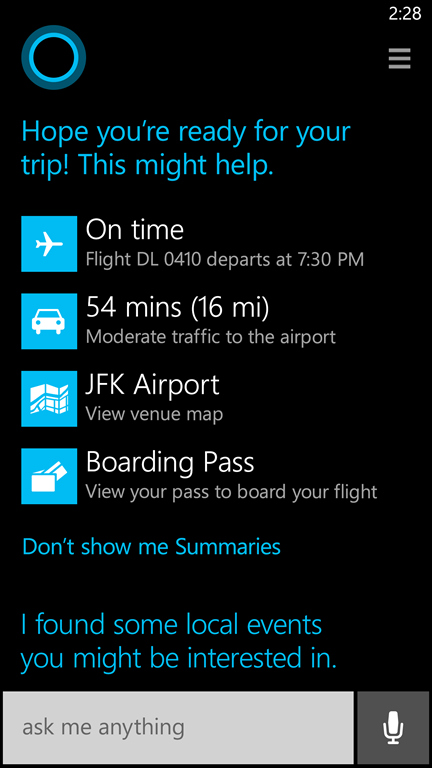 2:28
Hope you're ready for your
trip! This might help.
On time
Flight DL 0410 departs at 7:30 PM
54 mins (16 mi)
Moderate traffic to the airport
JFK Airport
View venue map
Boarding Pass
View your pass to board your flight
Don't show me Summaries
I found some local events
you might be interested in.
ask me anything